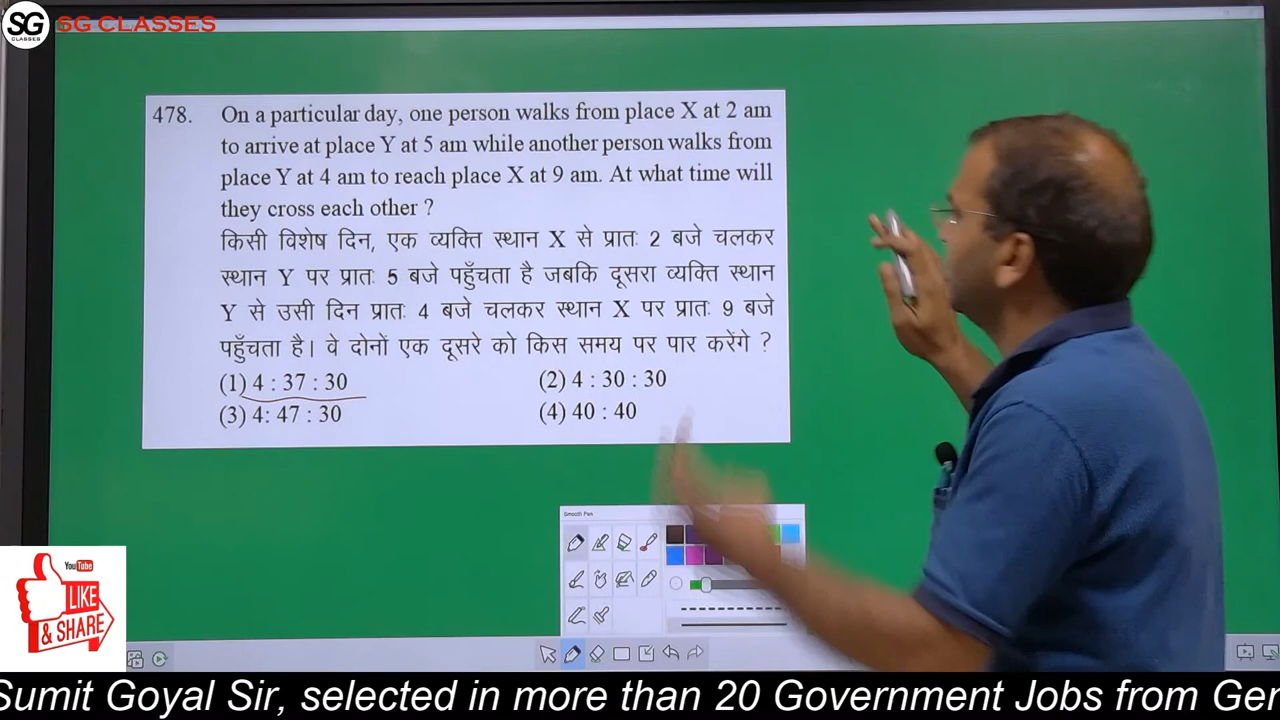 SG
CLASSES
SG CLASSES
478. On a particular day, one person walks from place X at 2 am
to arrive at place Y at 5 am while another person walks from
place Y at 4 am to reach place X at 9 am. At what time will
they cross each other ?
किसी विशेष दिन, एक व्यक्ति स्थान X से प्रातः 2 बजे चलकर
स्थान Y पर प्रातः 5 बजे पहुँचता है जबकि दूसरा व्यक्ति स्थान
Y से उसी दिन प्रातः 4 बजे चलकर स्थान X पर प्रातः 9 बजे
पहुँचता है। वे दोनों एक दूसरे को किस समय पर पार करेंगे ?
(1) 4 : 37 : 30 (2) 4 : 30 : 30
(3) 4: 47 : 30 (4) 40 : 40
Smooth Pen
YouTube
LIKE
& SHARE
Sumit Goyal Sir, selected in more than 20 Government Jobs from Ger